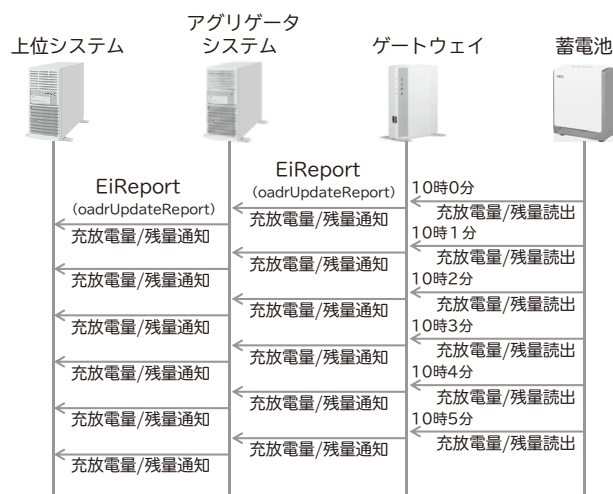 上位システム
アグリゲータ
システム
ゲートウェイ
蓄電池
EiReport
(oadrUpdateReport)
EiReport
(oadrUpdateReport)
10時0分
充放電量/残量読出
充放電量/残量通知
充放電量/残量通知
10時1分
充放電量/残量読出
充放電量/残量通知
充放電量/残量通知
10時2分
充放電量/残量読出
充放電量/残量通知
充放電量/残量通知
10時3分
充放電量/残量読出
充放電量/残量通知
充放電量/残量通知
10時4分
充放電量/残量読出
充放電量/残量通知
充放電量/残量通知
10時5分
充放電量/残量読出
充放電量/残量通知
充放電量/残量通知